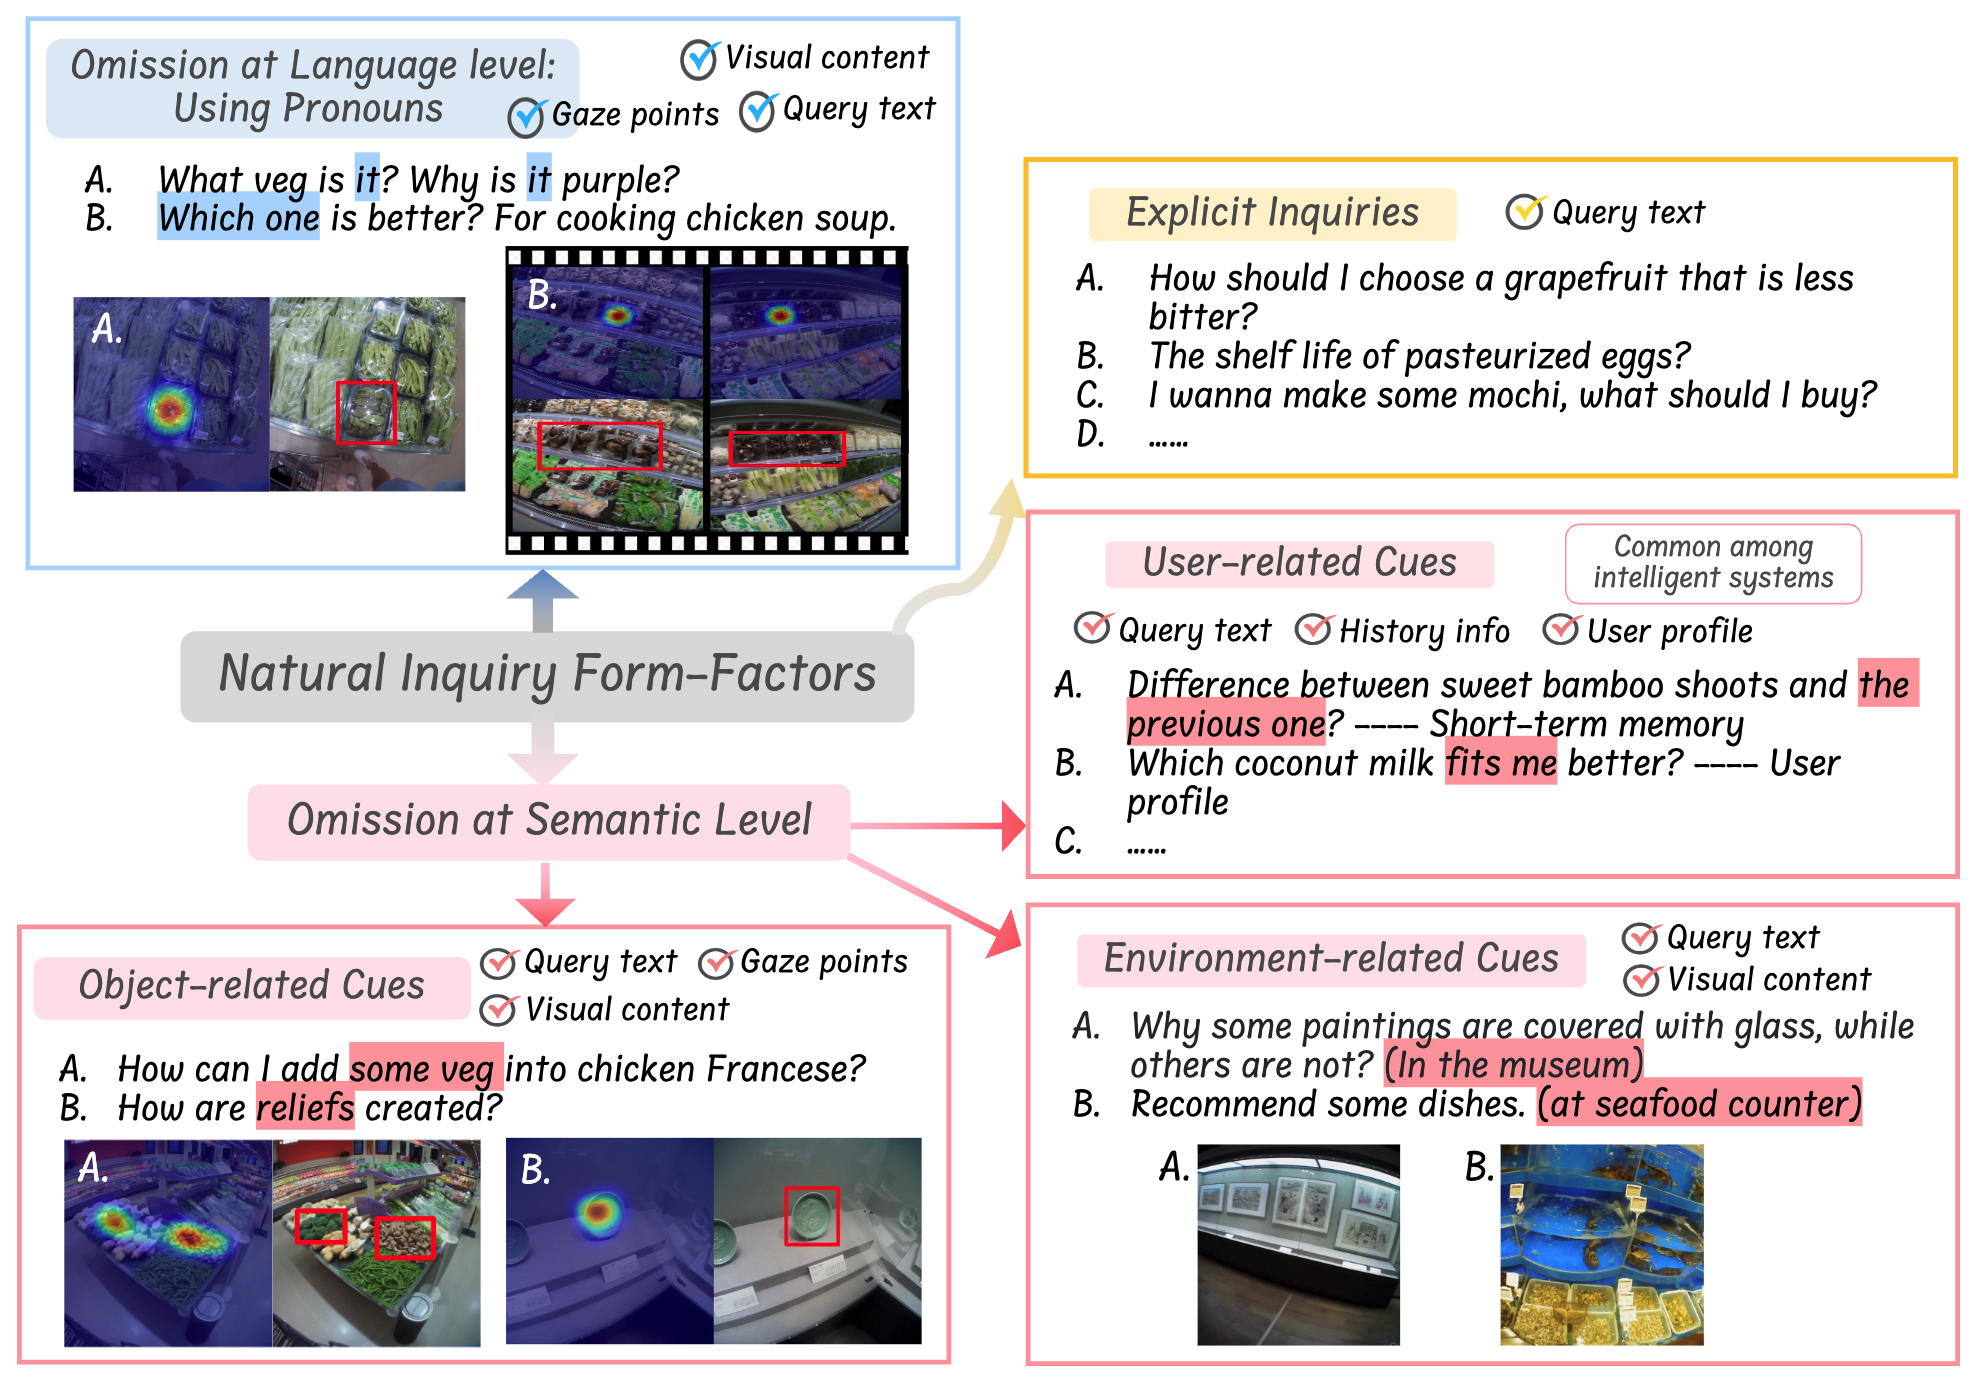 Omission at Language level:
Using Pronouns
Visual content
Gaze points
Query text
A. What veg is it? Why is it purple?
B. Which one is better? For cooking chicken soup.
A.
B.
Explicit Inquiries
Query text
A. How should I choose a grapefruit that is less
bitter?
B. The shelf life of pasteurized eggs?
C. I wanna make some mochi, what should I buy?
D. ......
Natural Inquiry Form-Factors
Omission at Semantic Level
User-related Cues
Common among
intelligent systems
Query text
History info
User profile
A. Difference between sweet bamboo shoots and the
previous one? ---- Short-term memory
B. Which coconut milk fits me better? ---- User
profile
C. ......
Object-related Cues
Query text
Gaze points
Visual content
A. How can I add some veg into chicken Francese?
B. How are reliefs created?
A.
B.
Environment-related Cues
Query text
Visual content
A. Why some paintings are covered with glass, while
others are not? (In the museum)
B. Recommend some dishes. (at seafood counter)
A.
B.